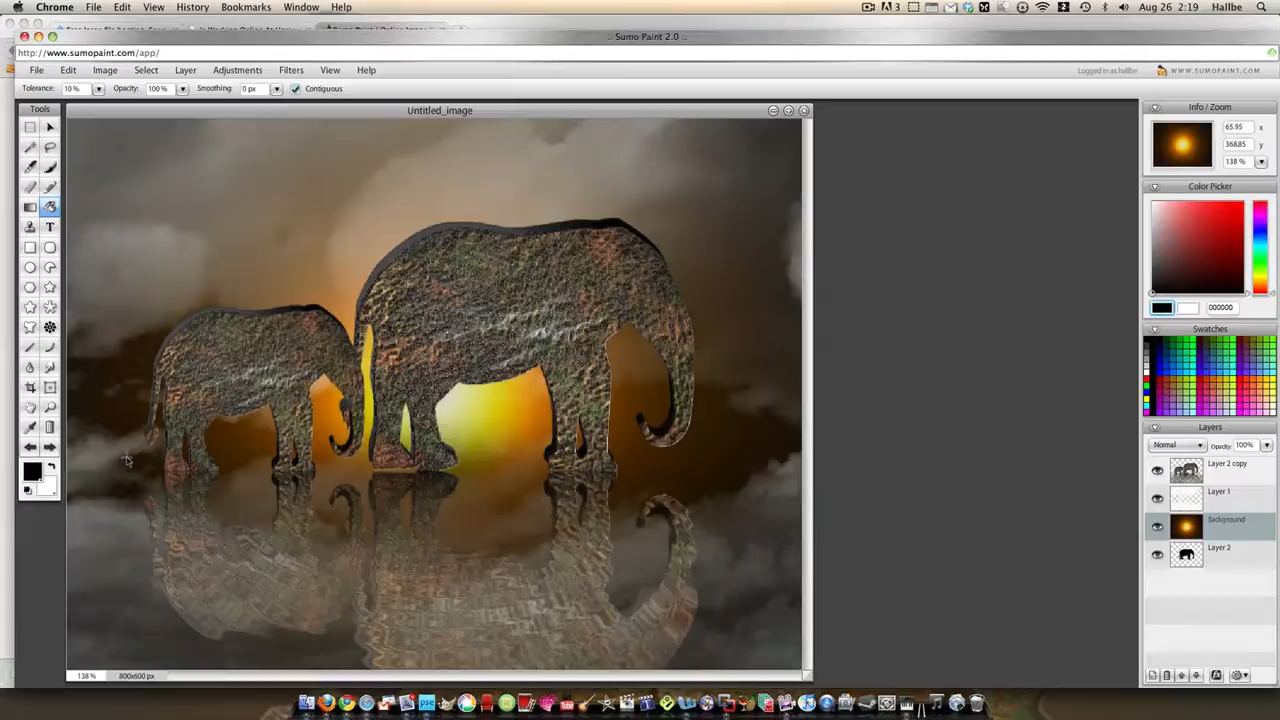 Chrome File Edit View History Bookmarks Window Help
3 2 Aug 26 2:19 Hallbe
.: Sumo Paint 2.0 :.
http://www.sumopaint.com/app/
File Edit Image Select Layer Adjustments Filters View Help
Logged in as hallbe WWW.SUMOPAINT.COM
Tolerance: 10 % Opacity: 100 % Smoothing: 0 px Contiguous
Tools
Untitled_image
Info / Zoom
65.95 x
368.85 y
138 %
Color Picker
000000
Swatches
Layers
Normal Opacity: 100%
Layer 2 copy
Layer 1
Background
Layer 2
138 % 800x600 px